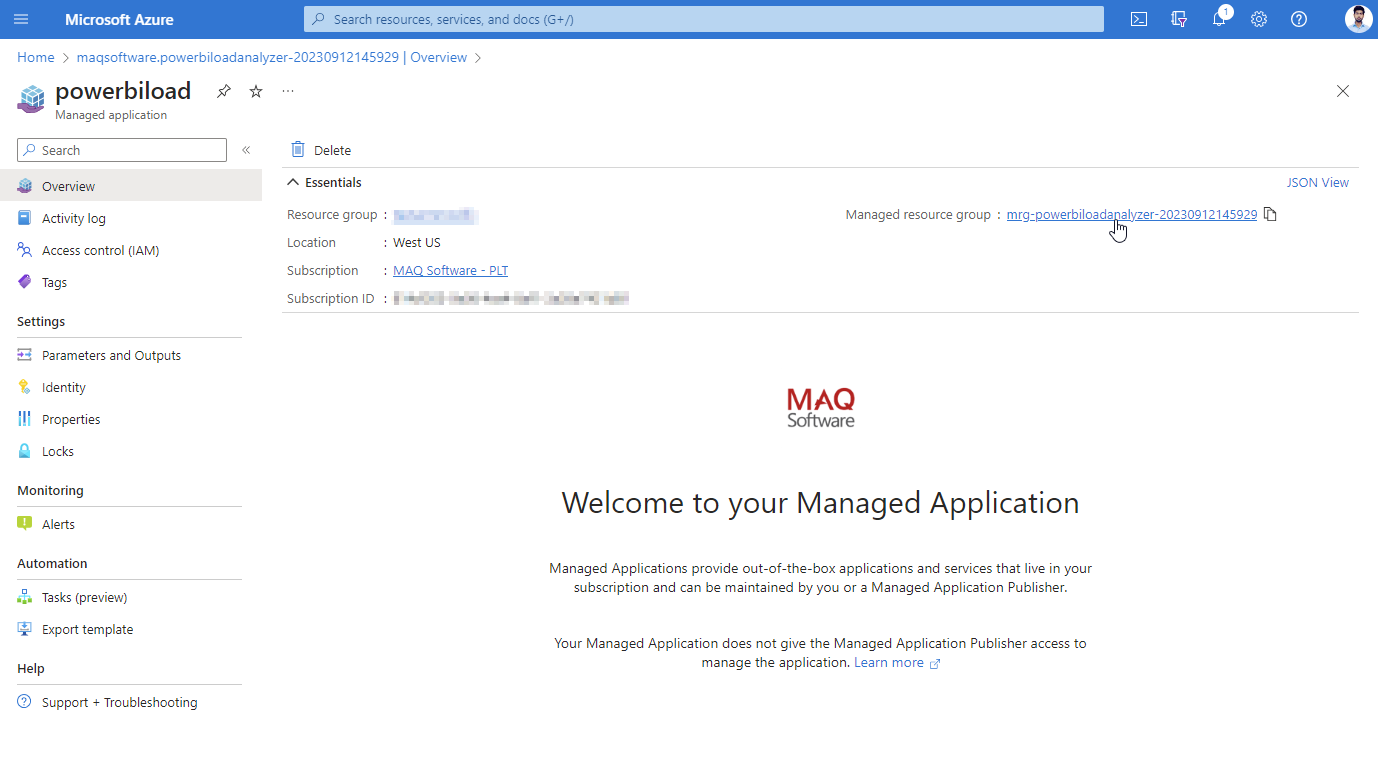 Microsoft Azure
Search resources, services, and docs (G+/)
1
Home > maqsoftware.powerbiloadanalyzer-20230912145929 | Overview >
powerbiload
...
Managed application
Search
«
Delete
Essentials
JSON View
Overview
Activity log
Access control (IAM)
Tags
Resource group :
Managed resource group : mrg-powerbiloadanalyzer-20230912145929
Location : West US
Subscription : MAQ Software - PLT
Subscription ID :
Settings
Parameters and Outputs
Identity
Properties
Locks
Monitoring
Alerts
Automation
Tasks (preview)
Export template
Help
Support + Troubleshooting
MAQ
Software
Welcome to your Managed Application
Managed Applications provide out-of-the-box applications and services that live in your
subscription and can be maintained by you or a Managed Application Publisher.
Your Managed Application does not give the Managed Application Publisher access to
manage the application. Learn more